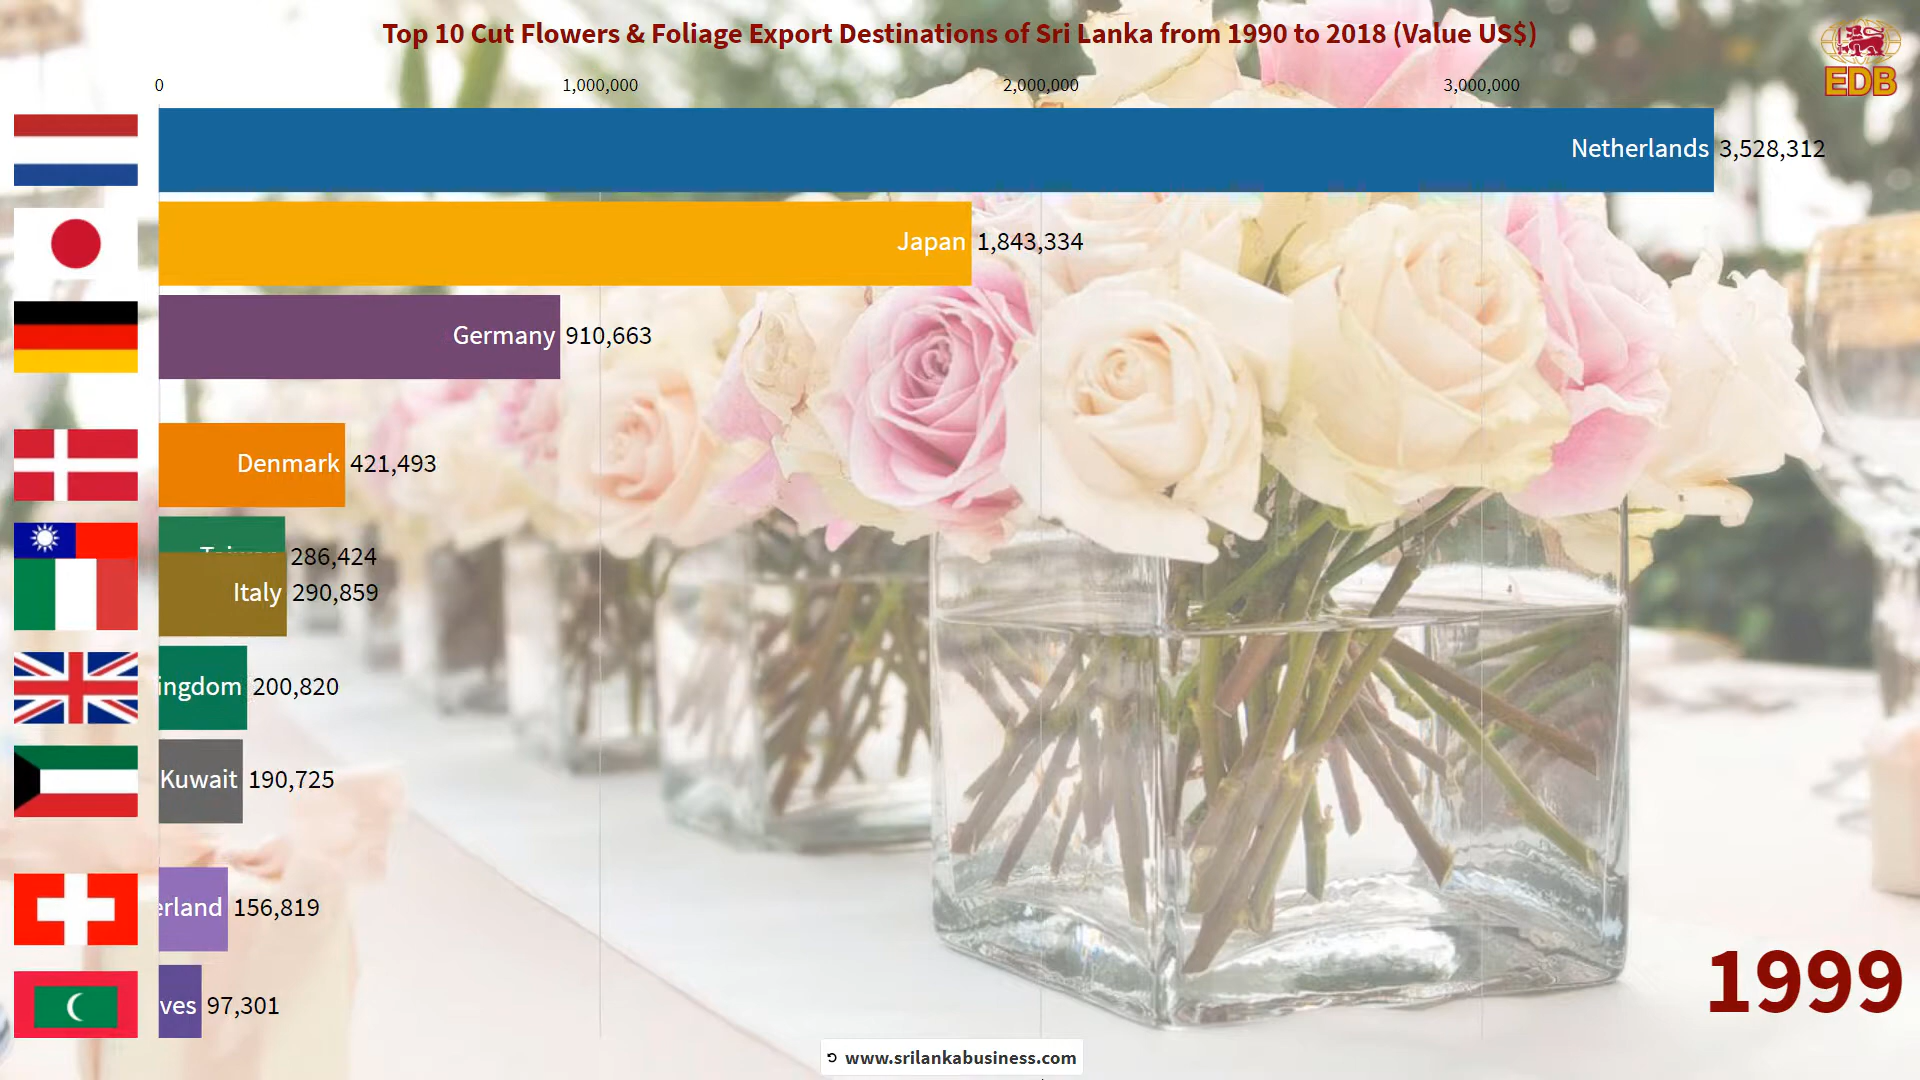 Top 10 Cut Flowers & Foliage Export Destinations of Sri Lanka from 1990 to 2018 (Value US$)
EDB
0 1,000,000 2,000,000 3,000,000
Netherlands 3,528,312
Japan 1,843,334
Germany 910,663
Denmark 421,493
286,424
Italy 290,859
ingdom 200,820
Kuwait 190,725
erland 156,819
ves 97,301
1999
www.srilankabusiness.com